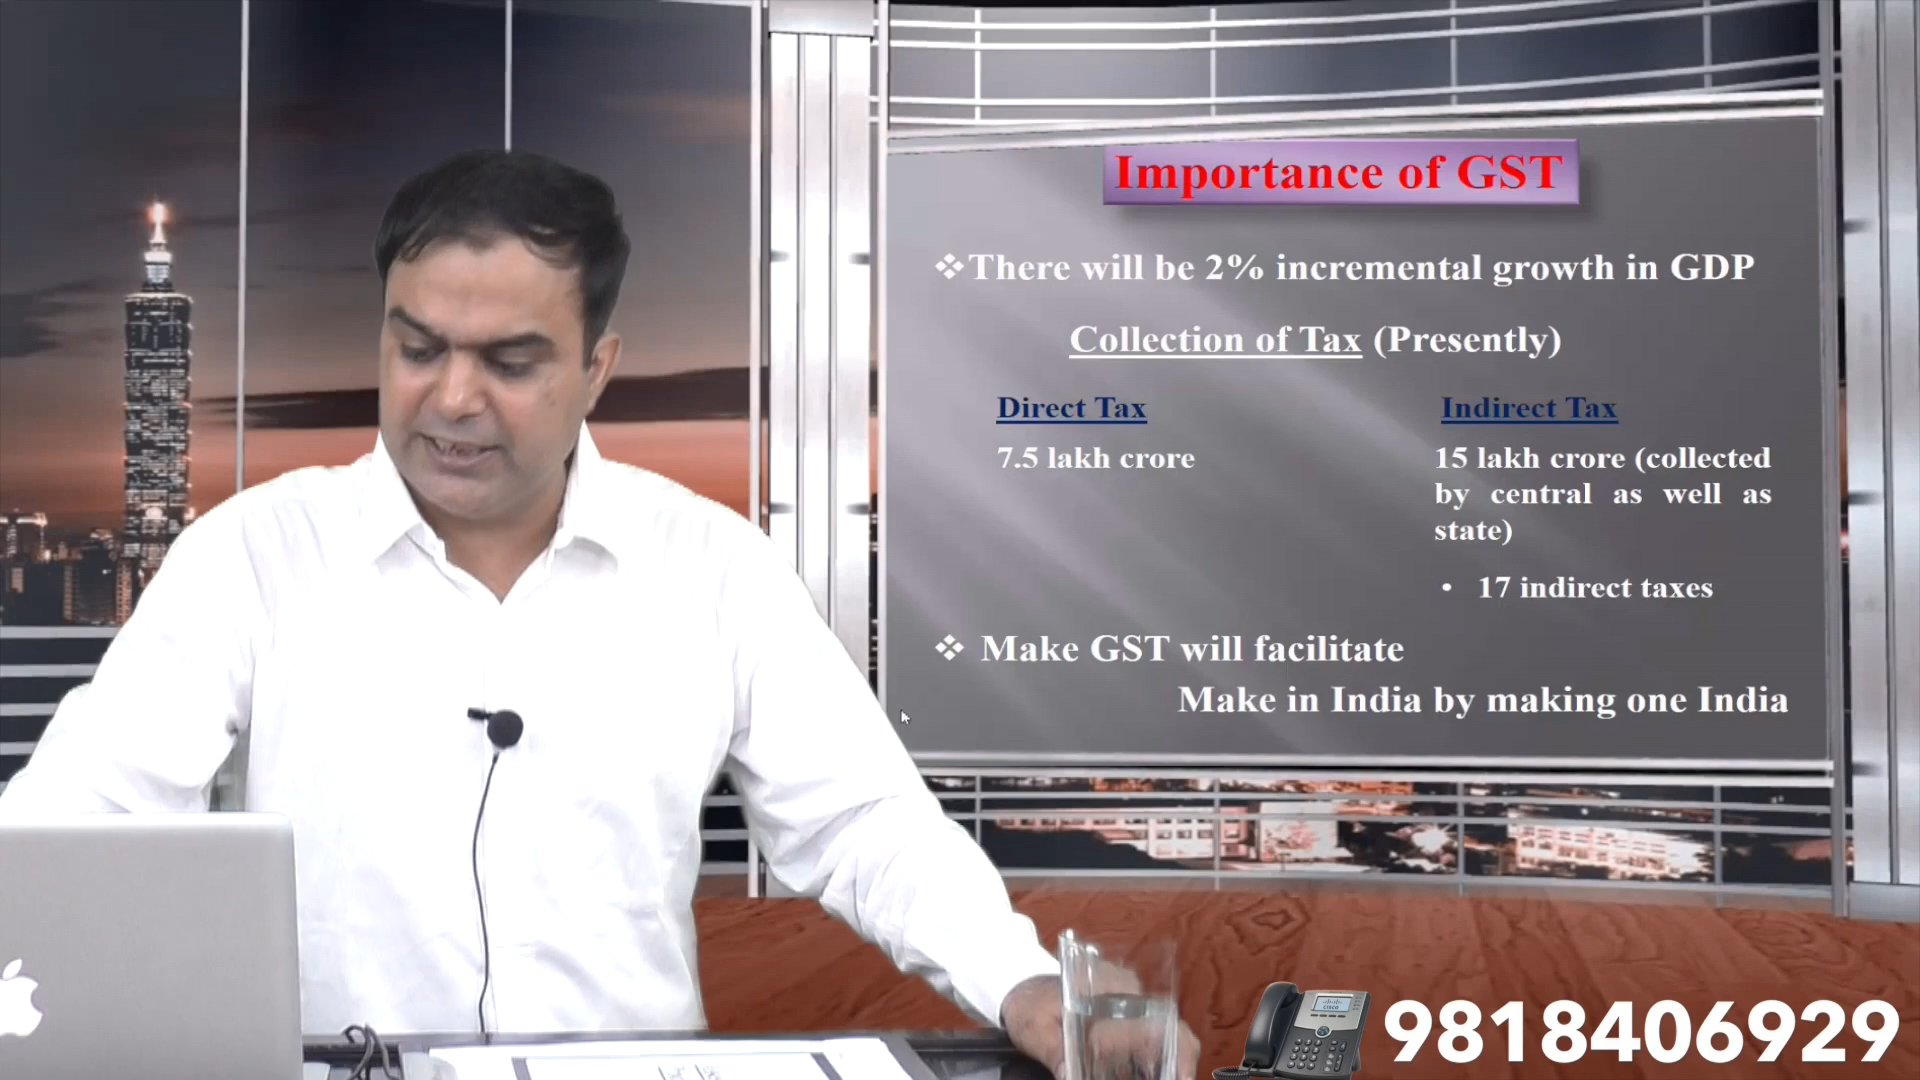 Importance of GST
❖There will be 2% incremental growth in GDP
Collection of Tax (Presently)
Direct Tax
7.5 lakh crore
Indirect Tax
15 lakh crore (collected
by central as well as
state)
• 17 indirect taxes
❖ Make GST will facilitate
Make in India by making one India
CISCO
9818406929